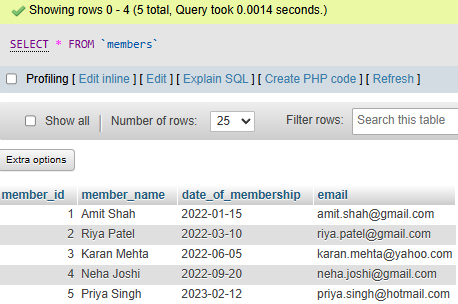 Showing rows 0 - 4 (5 total, Query took 0.0014 seconds.)
SELECT * FROM `members`
Profiling [ Edit inline ] [ Edit ] [ Explain SQL ] [ Create PHP code ] [ Refresh ]
Show all | Number of rows: 25 Filter rows: Search this table
Extra options
member_id member_name date_of_membership email
1 Amit Shah 2022-01-15 amit.shah@gmail.com
2 Riya Patel 2022-03-10 riya.patel@gmail.com
3 Karan Mehta 2022-06-05 karan.mehta@yahoo.com
4 Neha Joshi 2022-09-20 neha.joshi@gmail.com
5 Priya Singh 2023-02-12 priya.singh@hotmail.com